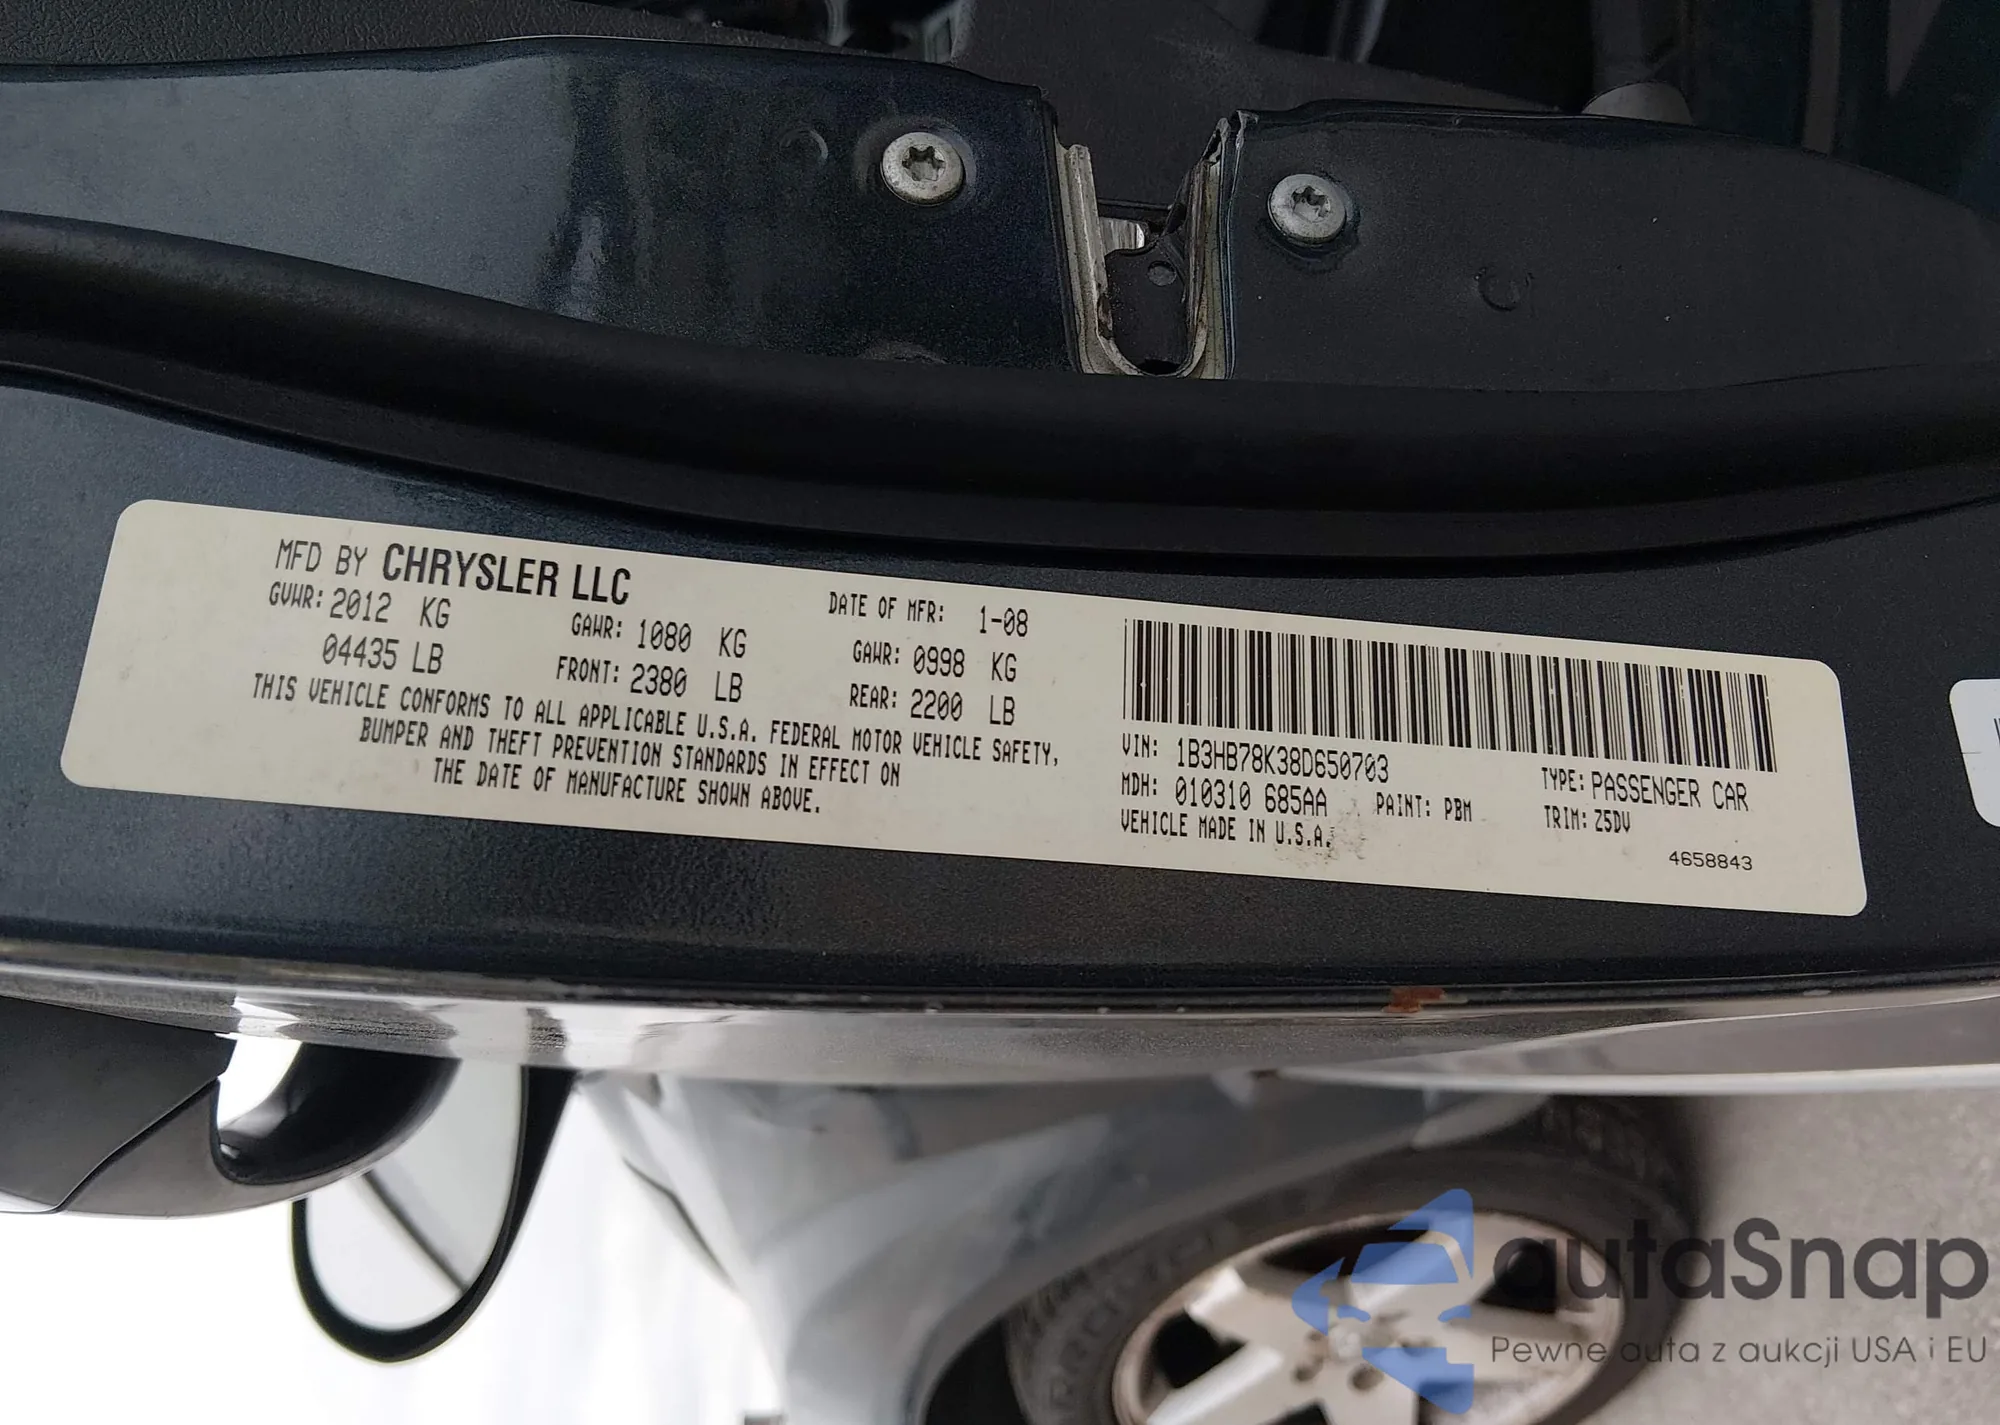 MFD BY CHRYSLER LLC
DATE OF MFR: 1-08
GVWR: 2012 KG
GAWR: 1080 KG
GAWR: 0998 KG
04435 LB
FRONT: 2380 LB
REAR: 2200 LB
THIS VEHICLE CONFORMS TO ALL APPLICABLE U.S.A. FEDERAL MOTOR VEHICLE SAFETY,
BUMPER AND THEFT PREVENTION STANDARDS IN EFFECT ON
THE DATE OF MANUFACTURE SHOWN ABOVE.
VIN: 1B3HB78K38D650703
TYPE: PASSENGER CAR
MDH: 010310 685AA PAINT: PBM
TRIM: Z5DV
VEHICLE MADE IN U.S.A.
4658843
autaSnap
Pewne auta z aukcji USA i EU